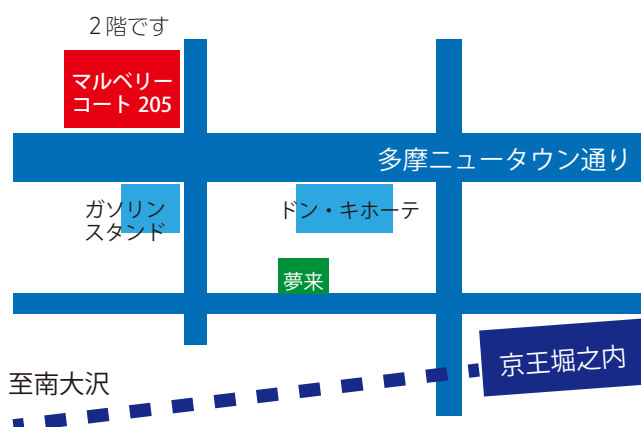 ２階です
マルベリー
コート 205
多摩ニュータウン通り
ガソリン
スタンド
ドン・キホーテ
夢来
京王堀之内
至南大沢